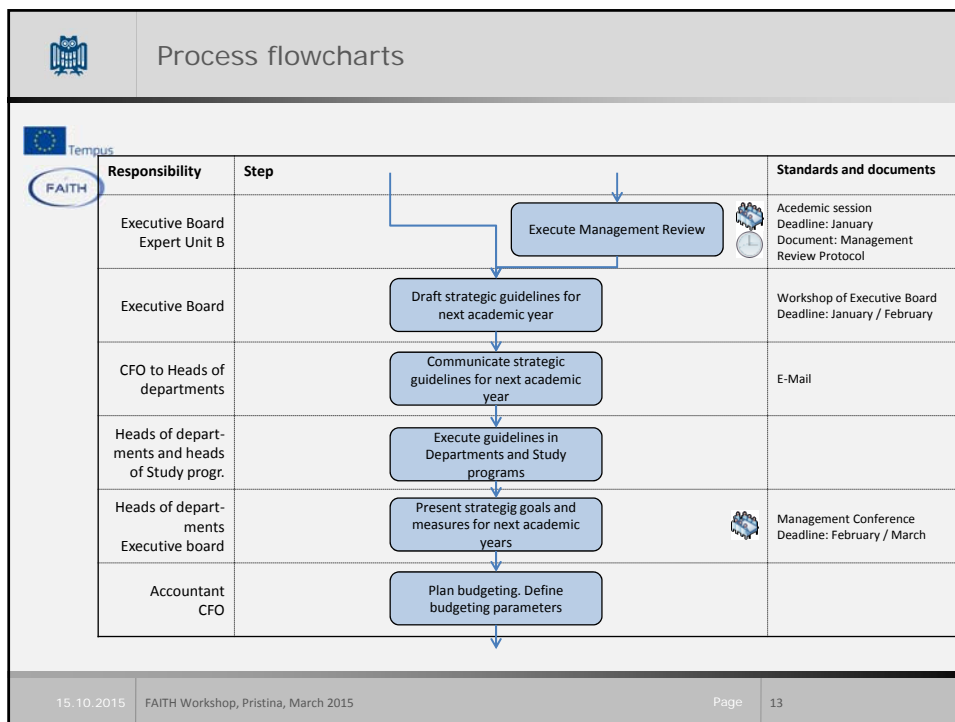 Process flowcharts
Tempus
FAITH
Responsibility
Step
Standards and documents
Executive Board
Expert Unit B
Execute Management Review
Acedemic session
Deadline: January
Document: Management
Review Protocol
Executive Board
Draft strategic guidelines for
next academic year
Workshop of Executive Board
Deadline: January / February
CFO to Heads of
departments
Communicate strategic
guidelines for next academic
year
E-Mail
Heads of depart-
ments and heads
of Study progr.
Execute guidelines in
Departments and Study
programs
Heads of depart-
ments
Executive board
Present strategig goals and
measures for next academic
years
Management Conference
Deadline: February / March
Accountant
CFO
Plan budgeting. Define
budgeting parameters
15.10.2015
FAITH Workshop, Pristina, March 2015
Page
13